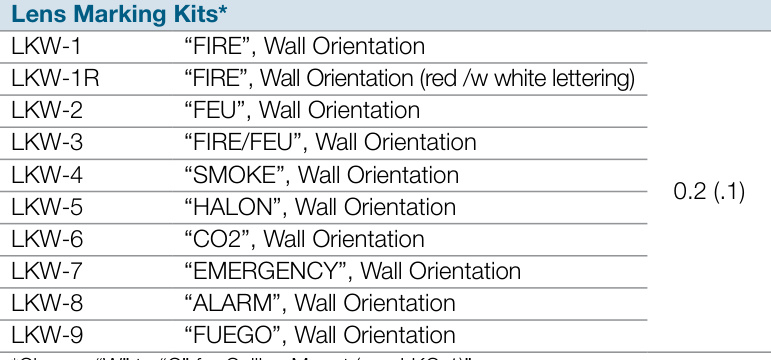 Lens Marking Kits*
LKW-1 “FIRE”, Wall Orientation
LKW-1R “FIRE”, Wall Orientation (red /w white lettering)
LKW-2 “FEU”, Wall Orientation
LKW-3 “FIRE/FEU”, Wall Orientation
LKW-4 “SMOKE”, Wall Orientation
LKW-5 “HALON”, Wall Orientation
LKW-6 “CO2”, Wall Orientation
LKW-7 “EMERGENCY”, Wall Orientation
LKW-8 “ALARM”, Wall Orientation
LKW-9 “FUEGO”, Wall Orientation
0.2 (.1)